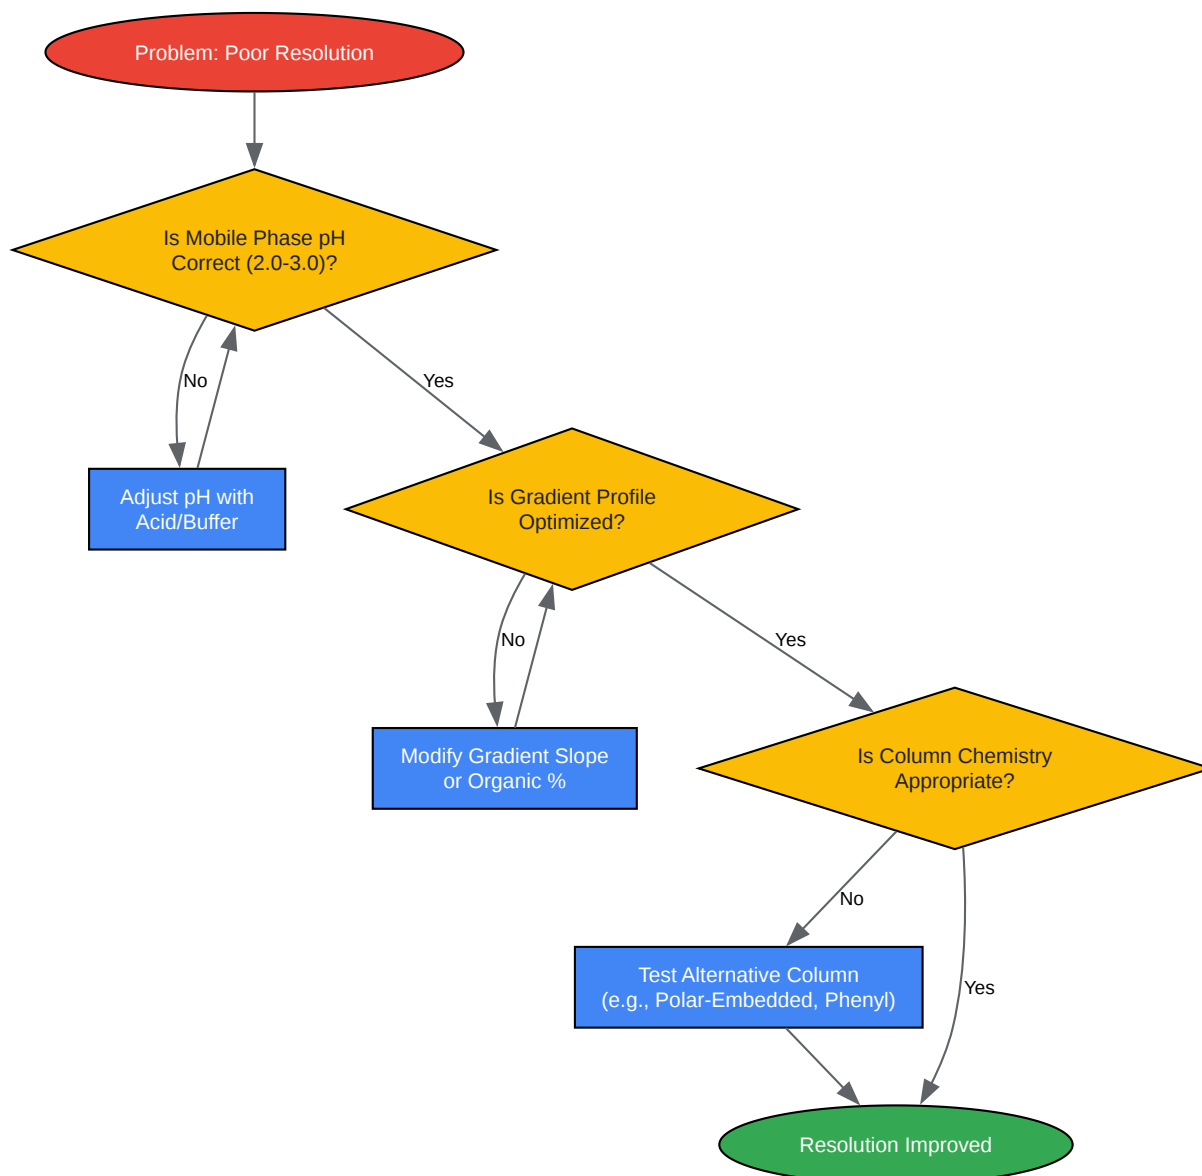 Problem: Poor Resolution
Is Mobile Phase pH
Correct (2.0-3.0)?
No
Yes
Adjust pH with
Acid/Buffer
Is Gradient Profile
Optimized?
No
Yes
Modify Gradient Slope
or Organic %
Is Column Chemistry
Appropriate?
No
Test Alternative Column
(e.g., Polar-Embedded, Phenyl)
Yes
Resolution Improved